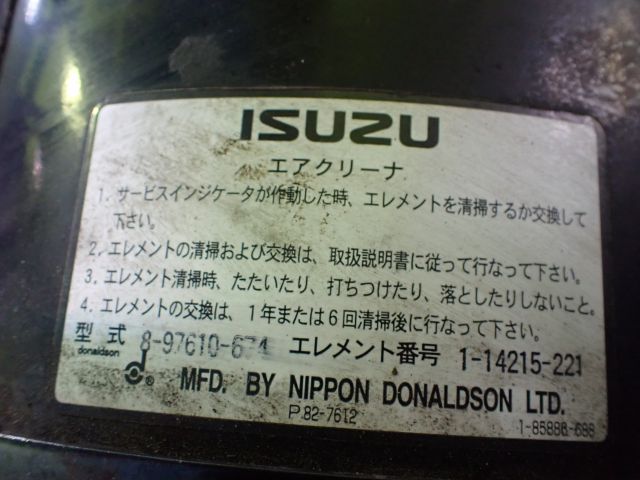 ISUZU
エアクリーナ
1. サービスインジケータが作動した時、エレメントを清掃するか交換して
下さい。
2. エレメントの清掃および交換は、取扱説明書に従って行なって下さい。
3. エレメント清掃時、たたいたり、打ちつけたり、落としたりしないこと。
4. エレメントの交換は、1年または6回清掃後に行なって下さい。
型式 8-97610-674 エレメント番号 1-14215-221
donaldson
® MFD. BY NIPPON DONALDSON LTD.
P.82-7612
1-85886-688